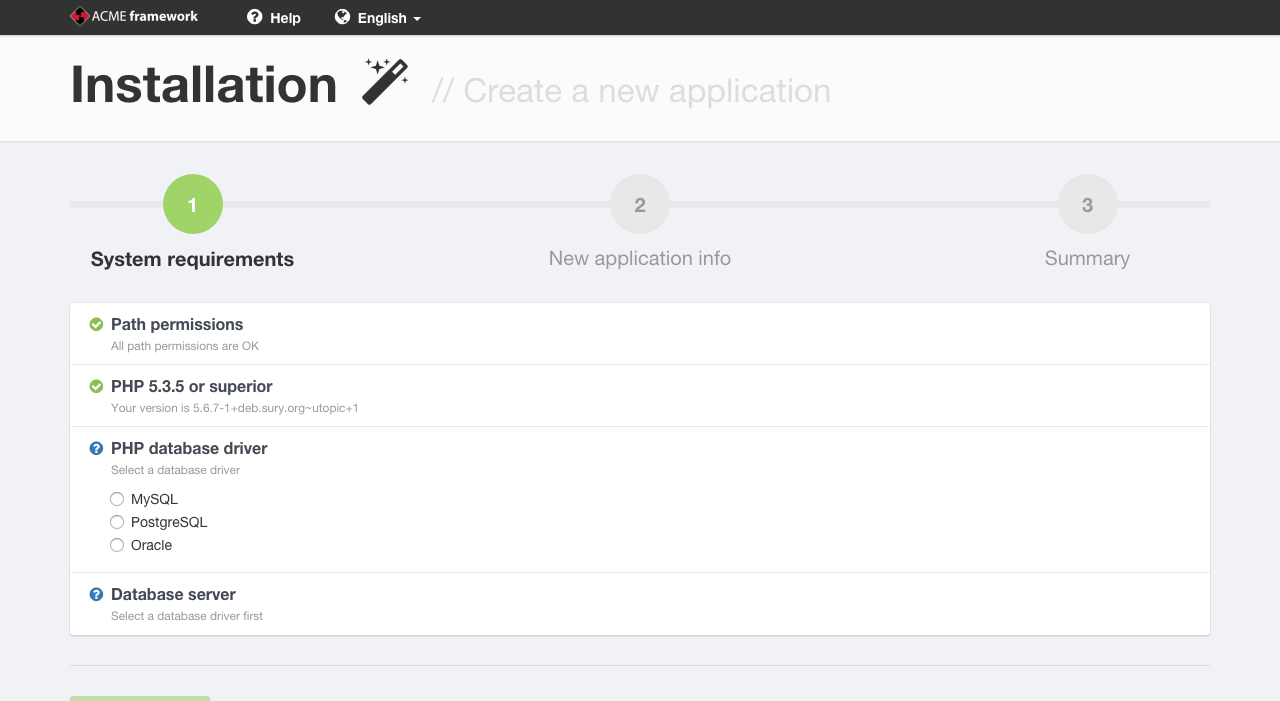 ACME framework
Help
English
Installation // Create a new application
1
2
3
System requirements
New application info
Summary
Path permissions
All path permissions are OK
PHP 5.3.5 or superior
Your version is 5.6.7-1+deb.sury.org~utopic+1
PHP database driver
Select a database driver
MySQL
PostgreSQL
Oracle
Database server
Select a database driver first